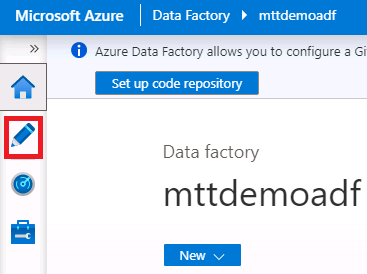 Microsoft Azure Data Factory mttdemoadf
Azure Data Factory allows you to configure a Gi
Set up code repository
Data factory
mttdemoadf
New